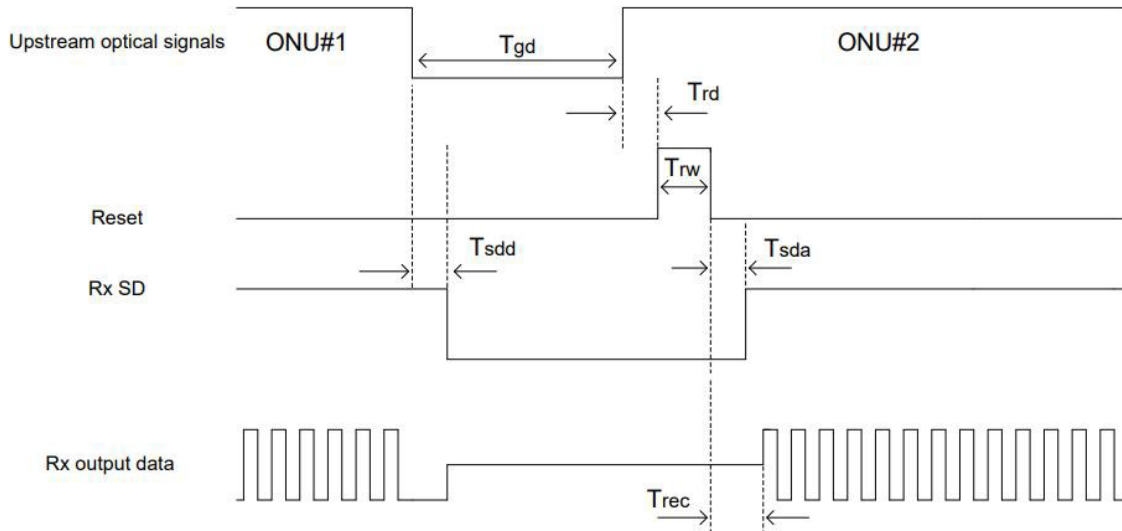 Upstream optical signals
ONU#1
Tgd
ONU#2
Trd
Trw
Reset
Tsdd
Tsda
Rx SD
Rx output data
Trec